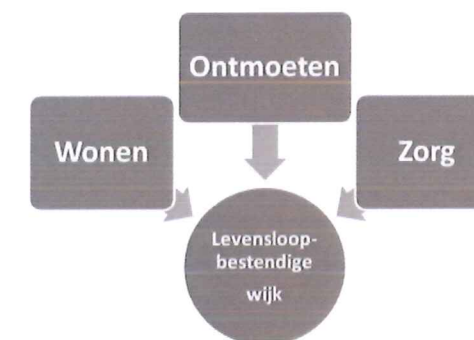 Ontmoeten
Wonen
Zorg
Levensloop-
bestendige
wijk